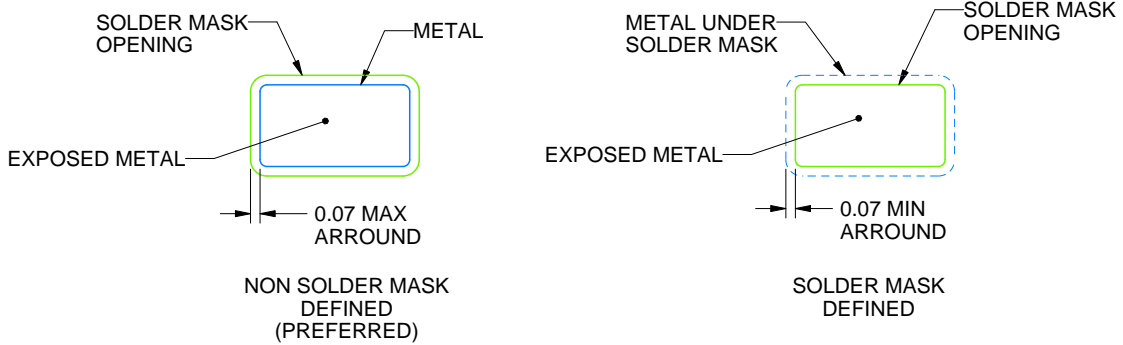 SOLDER MASK
OPENING
METAL
EXPOSED METAL
0.07 MAX
ARROUND
NON SOLDER MASK
DEFINED
(PREFERRED)
METAL UNDER
SOLDER MASK
SOLDER MASK
OPENING
EXPOSED METAL
0.07 MIN
ARROUND
SOLDER MASK
DEFINED